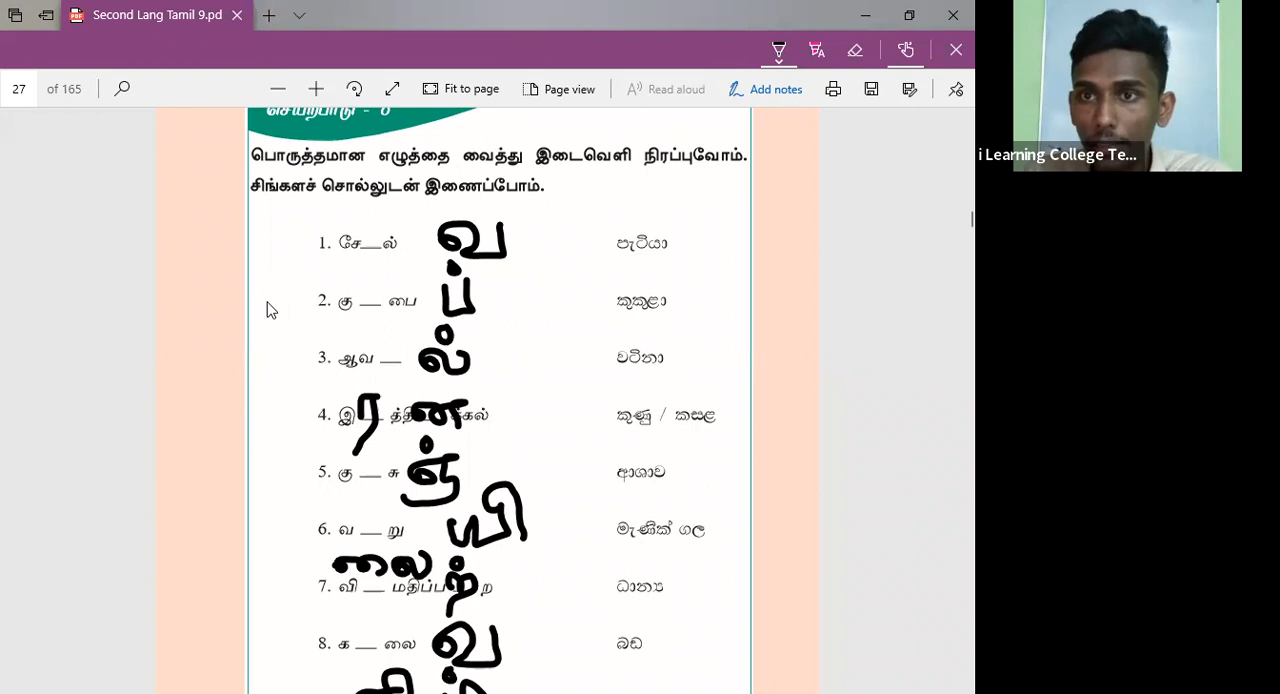 Second Lang Tamil 9.pd
27 of 165 Fit to page Page view Read aloud Add notes
செயற்பாடு - 8
பொருத்தமான எழுத்தை வைத்து இடைவெளி நிரப்புவோம்.
சிங்களச் சொல்லுடன் இணைப்போம்.
1. சே__ல் வ பැටියා
2. கு __ பை ப் කුකුළා
3. ஆவ __ ல் වටිනා
4. இ ர த்தி ன க்கல் කුණු / කසළ
5. கு __ சு ஞ் ආශාව
6. வ __ று யி මැණික් ගල
7. வி __ மதிப்ப ற லை ற் ධාන්‍ය
8. க __ லை வ බඩ
i Learning College Te...